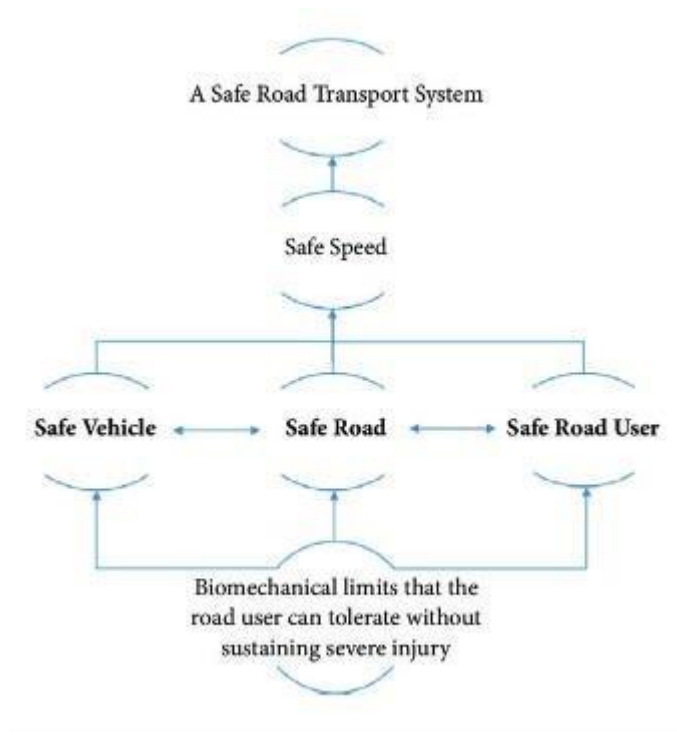 A Safe Road Transport System
Safe Speed
Safe Vehicle
Safe Road
Safe Road User
Biomechanical limits that the
road user can tolerate without
sustaining severe injury